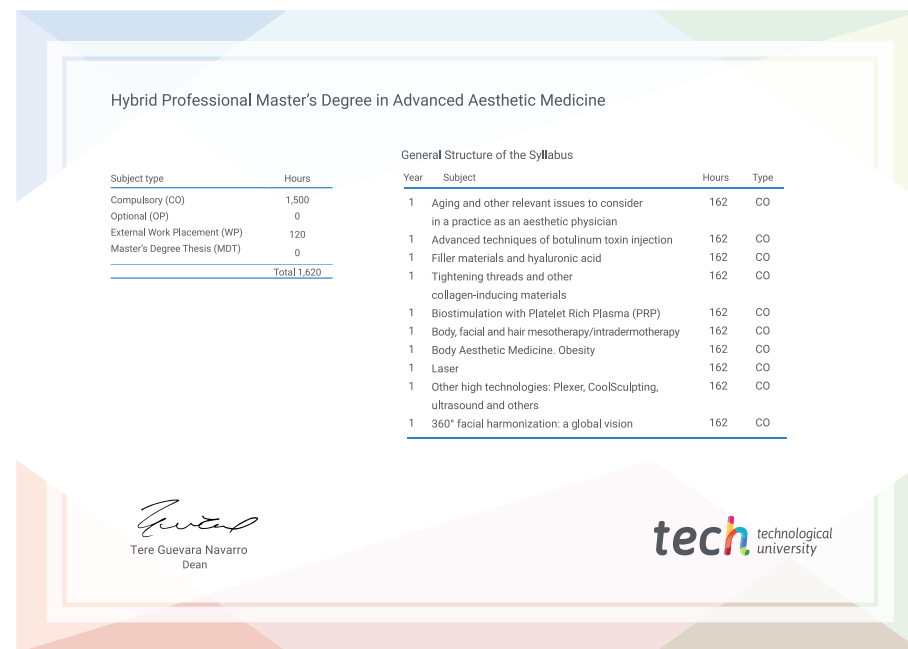 Hybrid Professional Master's Degree in Advanced Aesthetic Medicine
Subject type Hours
Compulsory (CO) 1,500
Optional (OP) 0
External Work Placement (WP) 120
Master's Degree Thesis (MDT) 0
Total 1,620
General Structure of the Syllabus
Year Subject Hours Type
1 Aging and other relevant issues to consider 162 CO
in a practice as an aesthetic physician
1 Advanced techniques of botulinum toxin injection 162 CO
1 Filler materials and hyaluronic acid 162 CO
1 Tightening threads and other 162 CO
collagen-inducing materials
1 Biostimulation with Platelet Rich Plasma (PRP) 162 CO
1 Body, facial and hair mesotherapy/intradermotherapy 162 CO
1 Body Aesthetic Medicine. Obesity 162 CO
1 Laser 162 CO
1 Other high technologies: Plexer, CoolSculpting, 162 CO
ultrasound and others
1 360° facial harmonization: a global vision 162 CO
Tere Guevara Navarro
Dean
tech technological
university